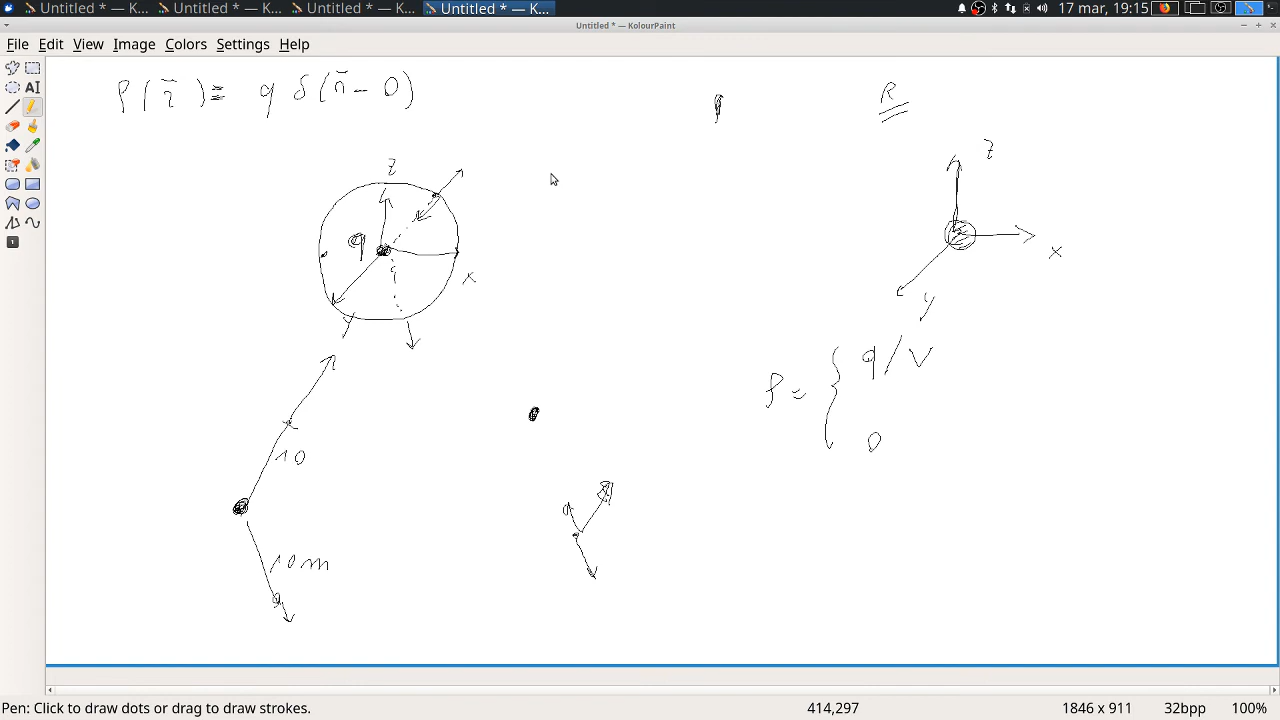 Untitled * — K...
Untitled * — K...
Untitled * — K...
Untitled * — K...
17 mar, 19:15
Untitled * — KolourPaint
File Edit View Image Colors Settings Help
ρ(r̄) = q δ(r̄ - 0)
R
z
z
q
x
x
y
y
ρ = { q/V
0
10
10m
Pen: Click to draw dots or drag to draw strokes.
414,297
1846 x 911
32bpp
100%